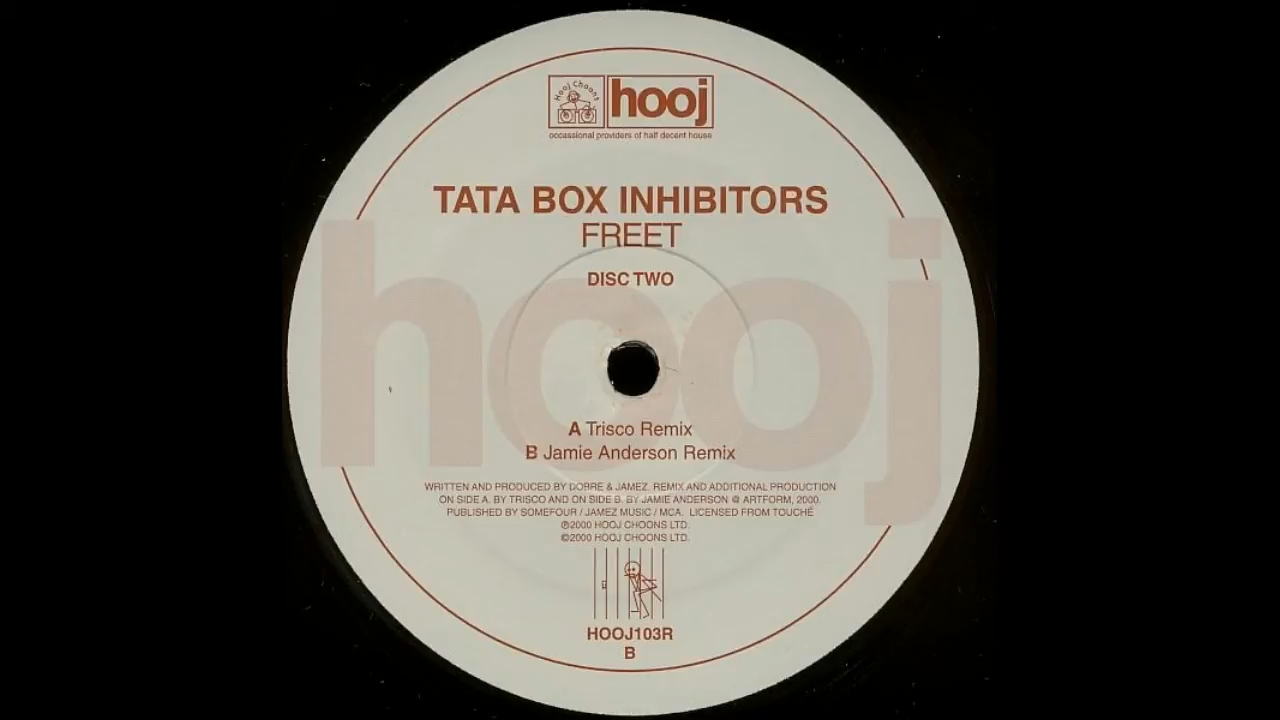 Hooj Choons
hooj
occassional providers of half decent house
TATA BOX INHIBITORS
FREET
DISC TWO
hooj
A Trisco Remix
B Jamie Anderson Remix
WRITTEN AND PRODUCED BY DOBRE & JAMEZ. REMIX AND ADDITIONAL PRODUCTION
ON SIDE A. BY TRISCO AND ON SIDE B. BY JAMIE ANDERSON @ ARTFORM, 2000.
PUBLISHED BY SOMEFOUR / JAMEZ MUSIC / MCA. LICENSED FROM TOUCHÉ
℗2000 HOOJ CHOONS LTD.
©2000 HOOJ CHOONS LTD.
HOOJ103R
B